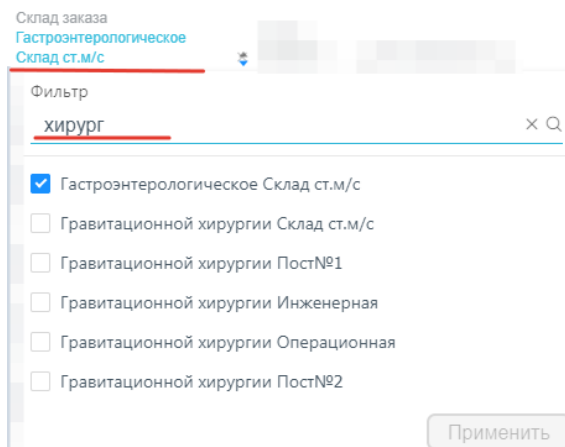 Склад заказа
Гастроэнтерологическое
Склад ст.м/с
Фильтр
хирург
Гастроэнтерологическое Склад ст.м/с
Гравитационной хирургии Склад ст.м/с
Гравитационной хирургии Пост№1
Гравитационной хирургии Инженерная
Гравитационной хирургии Операционная
Гравитационной хирургии Пост№2
Применить